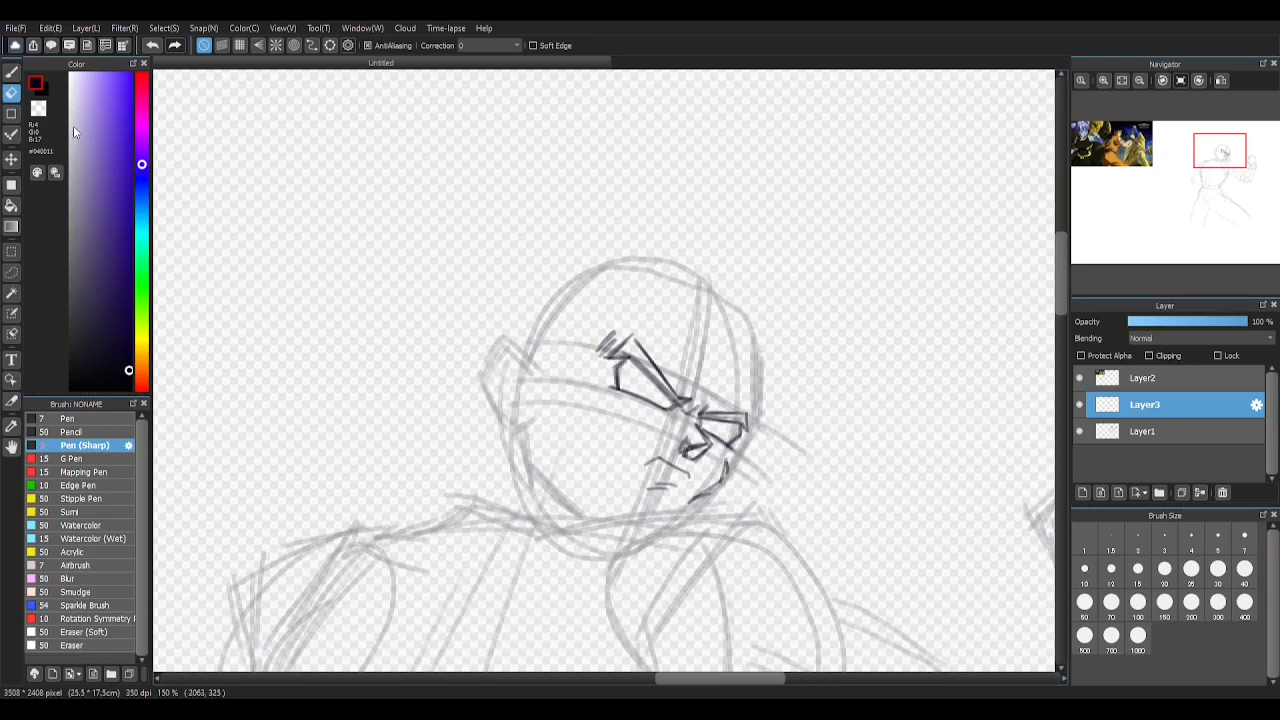 File(F) Edit(E) Layer(L) Filter(R) Select(S) Snap(N) Color(C) View(V) Tool(T) Window(W) Cloud Time-lapse Help
AntiAliasing Correction 0 Soft Edge
Color
Untitled
Navigator
R:4
G:0
B:17
#040011
Layer
Opacity 100 %
Blending Normal
Protect Alpha Clipping Lock
Layer2
Layer3
Layer1
Brush: NONAME
7 Pen
50 Pencil
Pen (Sharp)
15 G Pen
15 Mapping Pen
10 Edge Pen
50 Stipple Pen
50 Sumi
50 Watercolor
15 Watercolor (Wet)
50 Acrylic
7 Airbrush
50 Blur
50 Smudge
54 Sparkle Brush
10 Rotation Symmetry
50 Eraser (Soft)
50 Eraser
Brush Size
1 1.5 2 3 4 5 7
10 12 15 20 25 30 40
50 70 100 150 200 300 400
500 700 1000
3508 * 2408 pixel (25.5 * 17.5cm) 350 dpi 150 % ( 2063, 325 )